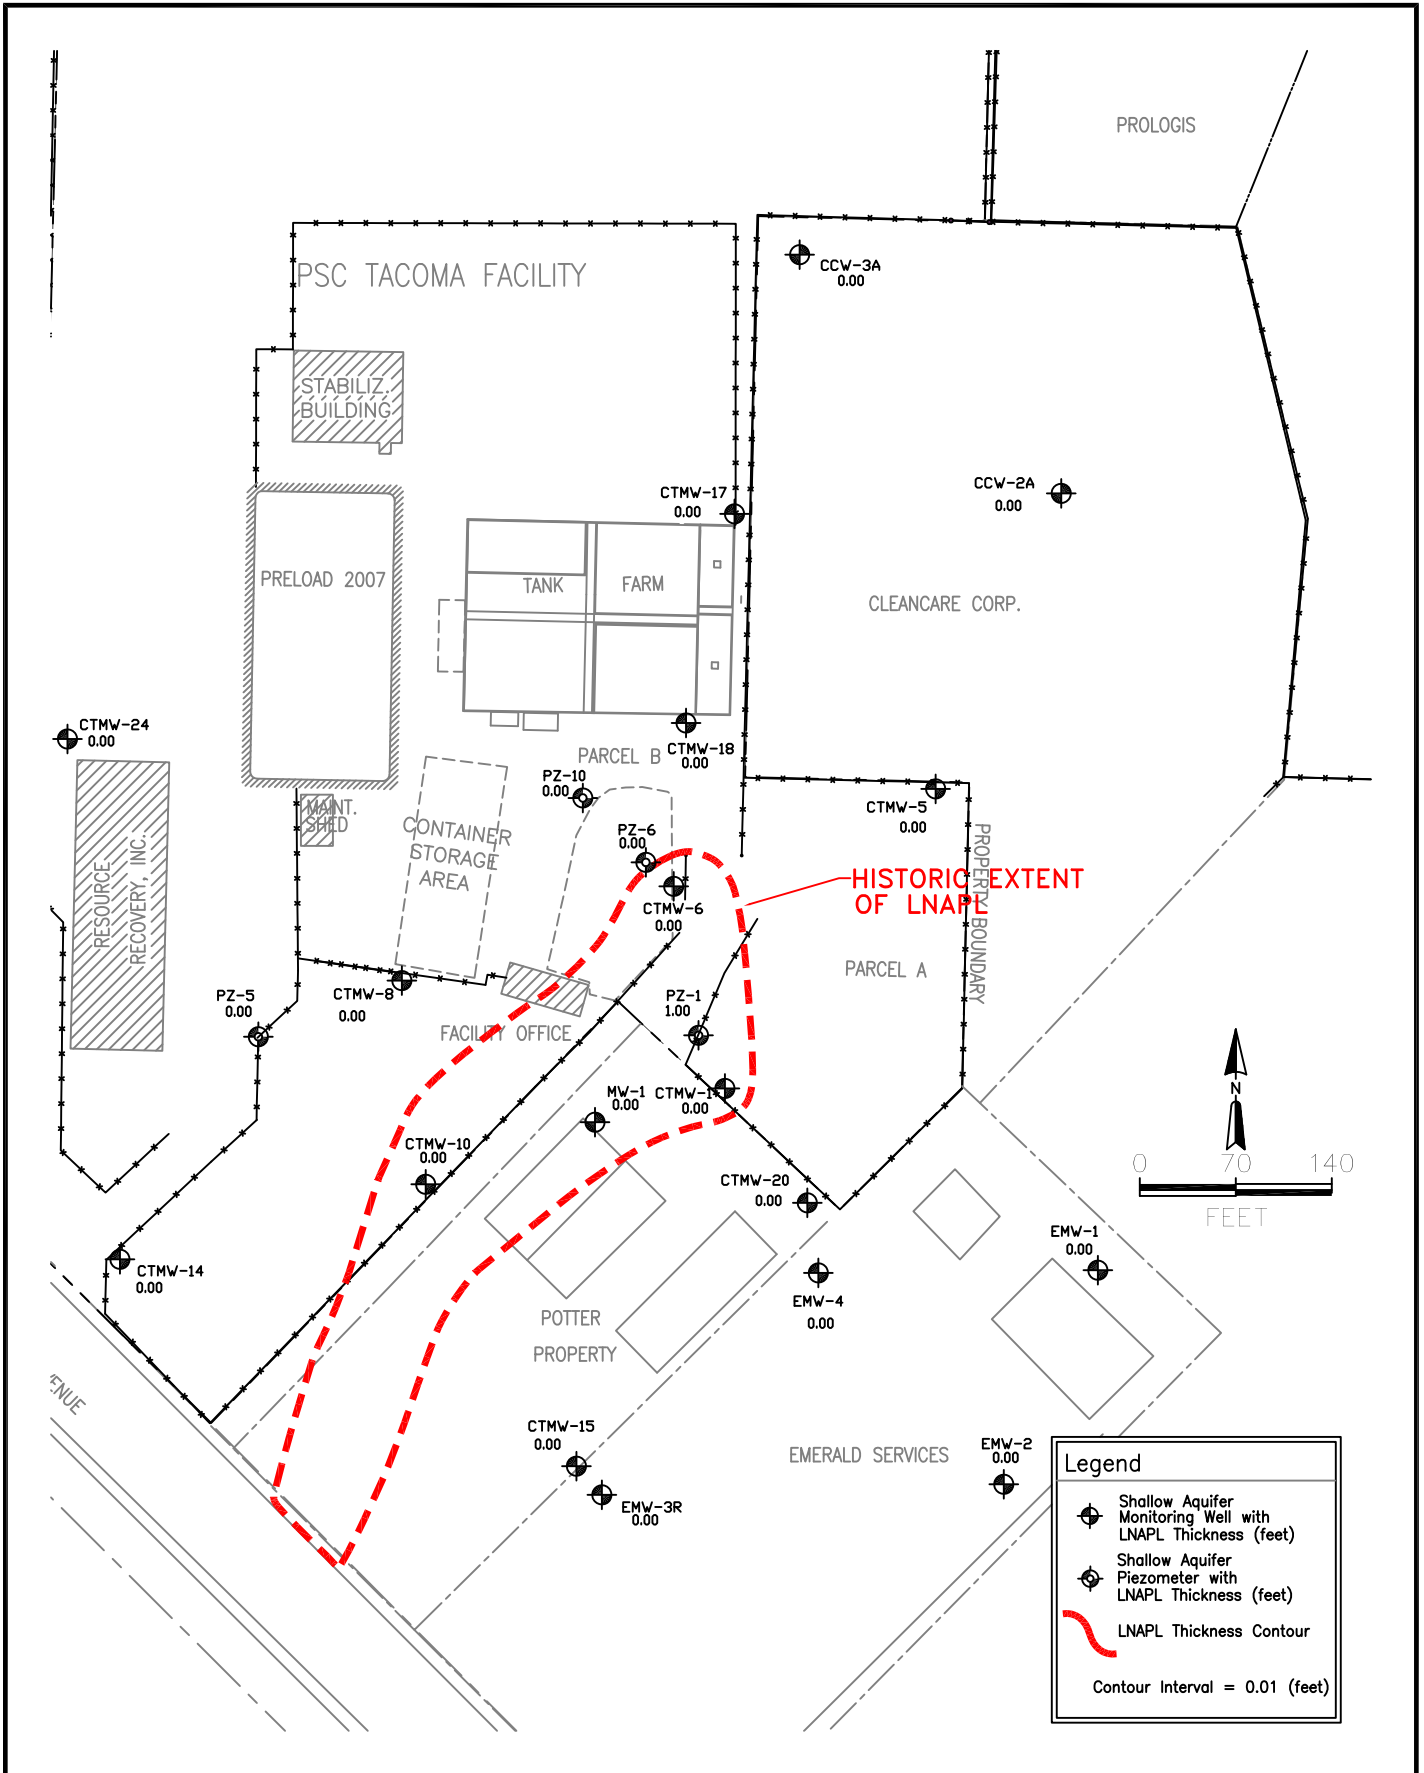 PROLOGIS
CCW-3A
0.00
PSC TACOMA FACILITY
STABILIZ.
BUILDING
CTMW-17
0.00
CCW-2A
0.00
PRELOAD 2007
TANK
FARM
CLEANCARE CORP.
CTMW-24
0.00
CTMW-18
0.00
PARCEL B
PZ-10
0.00
CTMW-5
0.00
MAINT.
SHED
CONTAINER
STORAGE
AREA
PZ-6
0.00
CTMW-6
0.00
HISTORIC EXTENT
OF LNAPL
PROPERTY BOUNDARY
RESOURCE
RECOVERY, INC.
PARCEL A
CTMW-8
0.00
PZ-5
0.00
PZ-1
1.00
FACILITY OFFICE
MW-1
0.00
CTMW-1
0.00
N
CTMW-10
0.00
CTMW-20
0.00
0 70 140
FEET
EMW-1
0.00
CTMW-14
0.00
EMW-4
0.00
POTTER
PROPERTY
ENUE
CTMW-15
0.00
EMW-3R
0.00
EMERALD SERVICES
EMW-2
0.00
Legend
Shallow Aquifer
Monitoring Well with
LNAPL Thickness (feet)
Shallow Aquifer
Piezometer with
LNAPL Thickness (feet)
LNAPL Thickness Contour
Contour Interval = 0.01 (feet)